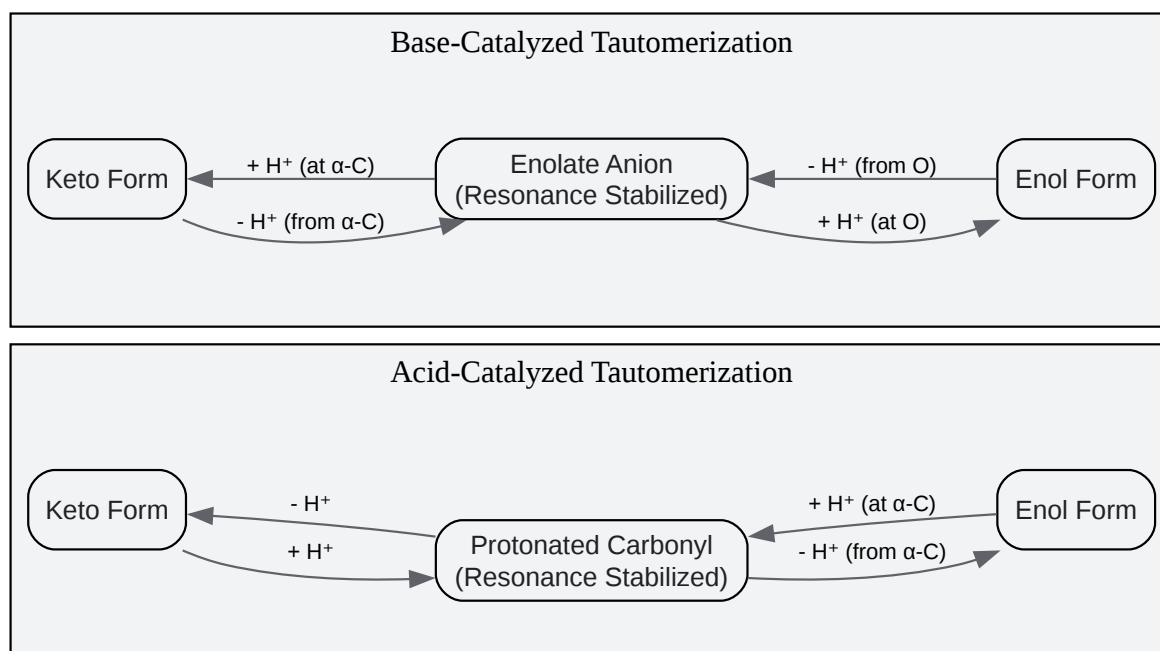 Base-Catalyzed Tautomerization
Keto Form
+ H⁺ (at α-C)
- H⁺ (from α-C)
Enolate Anion
(Resonance Stabilized)
- H⁺ (from O)
+ H⁺ (at O)
Enol Form
Acid-Catalyzed Tautomerization
Keto Form
- H⁺
+ H⁺
Protonated Carbonyl
(Resonance Stabilized)
+ H⁺ (at α-C)
- H⁺ (from α-C)
Enol Form